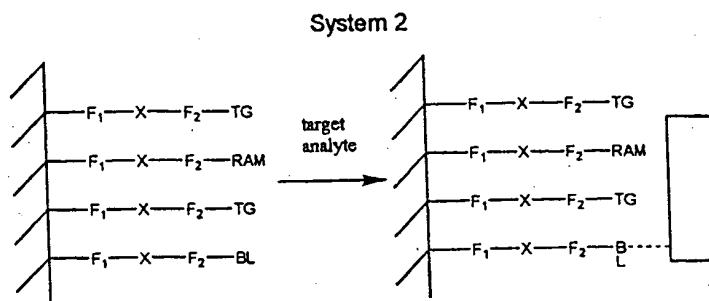 System 2
F₁—X—F₂—TG
F₁—X—F₂—RAM
F₁—X—F₂—TG
F₁—X—F₂—BL
target
analyte
F₁—X—F₂—TG
F₁—X—F₂—RAM
F₁—X—F₂—TG
F₁—X—F₂—B
L